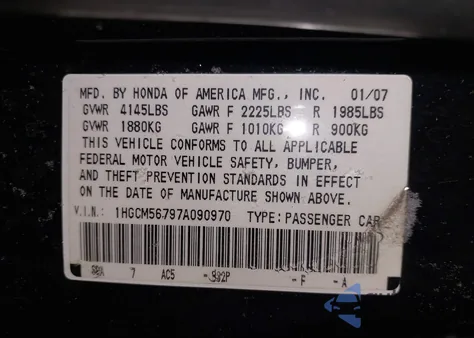 MFD. BY HONDA OF AMERICA MFG., INC. 01/07
GVWR 4145LBS GAWR F 2225LBS R 1985LBS
GVWR 1880KG GAWR F 1010KG R 900KG
THIS VEHICLE CONFORMS TO ALL APPLICABLE
FEDERAL MOTOR VEHICLE SAFETY, BUMPER,
AND THEFT PREVENTION STANDARDS IN EFFECT
ON THE DATE OF MANUFACTURE SHOWN ABOVE.
V.I.N.: 1HGCM56797A090970 TYPE:PASSENGER CAR
7 AC5 - F - A